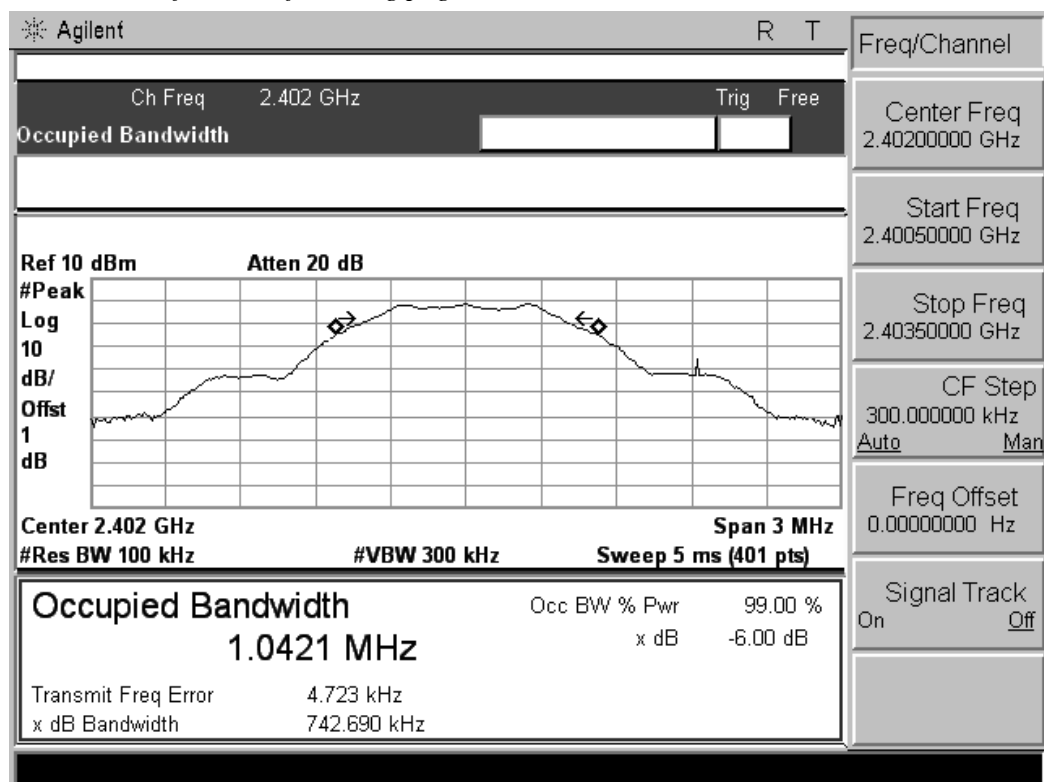 Agilent R T
Freq/Channel
Ch Freq 2.402 GHz Trig Free
Occupied Bandwidth
Center Freq
2.40200000 GHz
Start Freq
2.40050000 GHz
Stop Freq
2.40350000 GHz
CF Step
300.000000 kHz
Auto Man
Freq Offset
0.00000000 Hz
Signal Track
On Off
Ref 10 dBm Atten 20 dB
#Peak
Log
10
dB/
Offst
1
dB
Center 2.402 GHz Span 3 MHz
#Res BW 100 kHz #VBW 300 kHz Sweep 5 ms (401 pts)
Occupied Bandwidth Occ BW % Pwr 99.00 %
1.0421 MHz x dB -6.00 dB
Transmit Freq Error 4.723 kHz
x dB Bandwidth 742.690 kHz